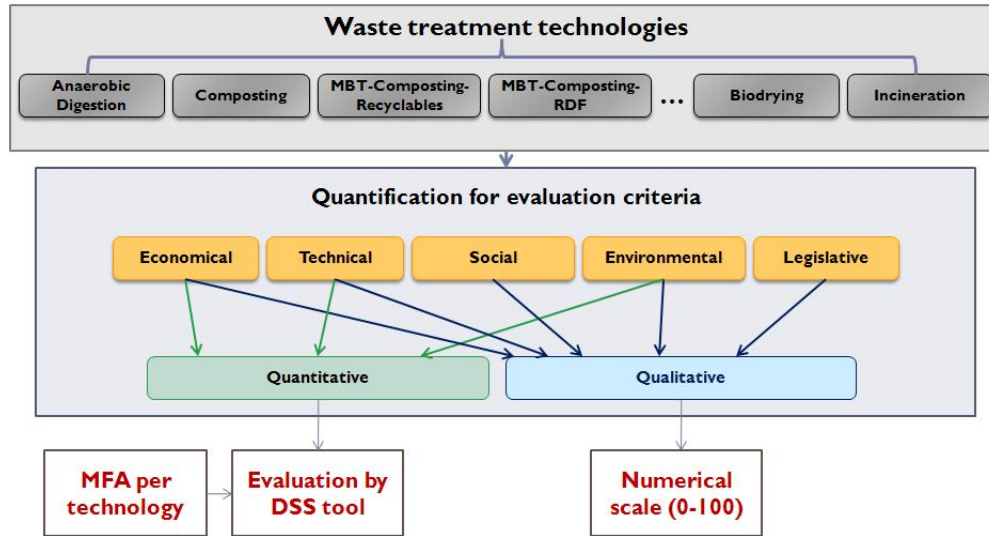 Waste treatment technologies
Anaerobic
Digestion
Composting
MBT-Composting-
Recyclables
MBT-Composting-
RDF
...
Biodrying
Incineration
Quantification for evaluation criteria
Economical
Technical
Social
Environmental
Legislative
Quantitative
Qualitative
MFA per
technology
Evaluation by
DSS tool
Numerical
scale (0-100)